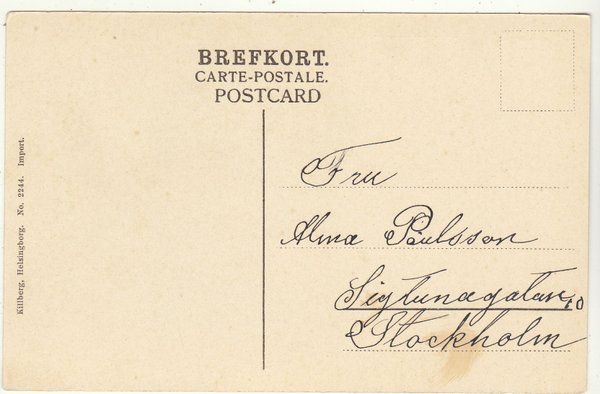 BREFKORT.
CARTE-POSTALE.
POSTCARD
Fru
Alma Paulsson
Sigtunagatan 10
Stockholm
Killberg, Helsingborg. No. 2244. Import.